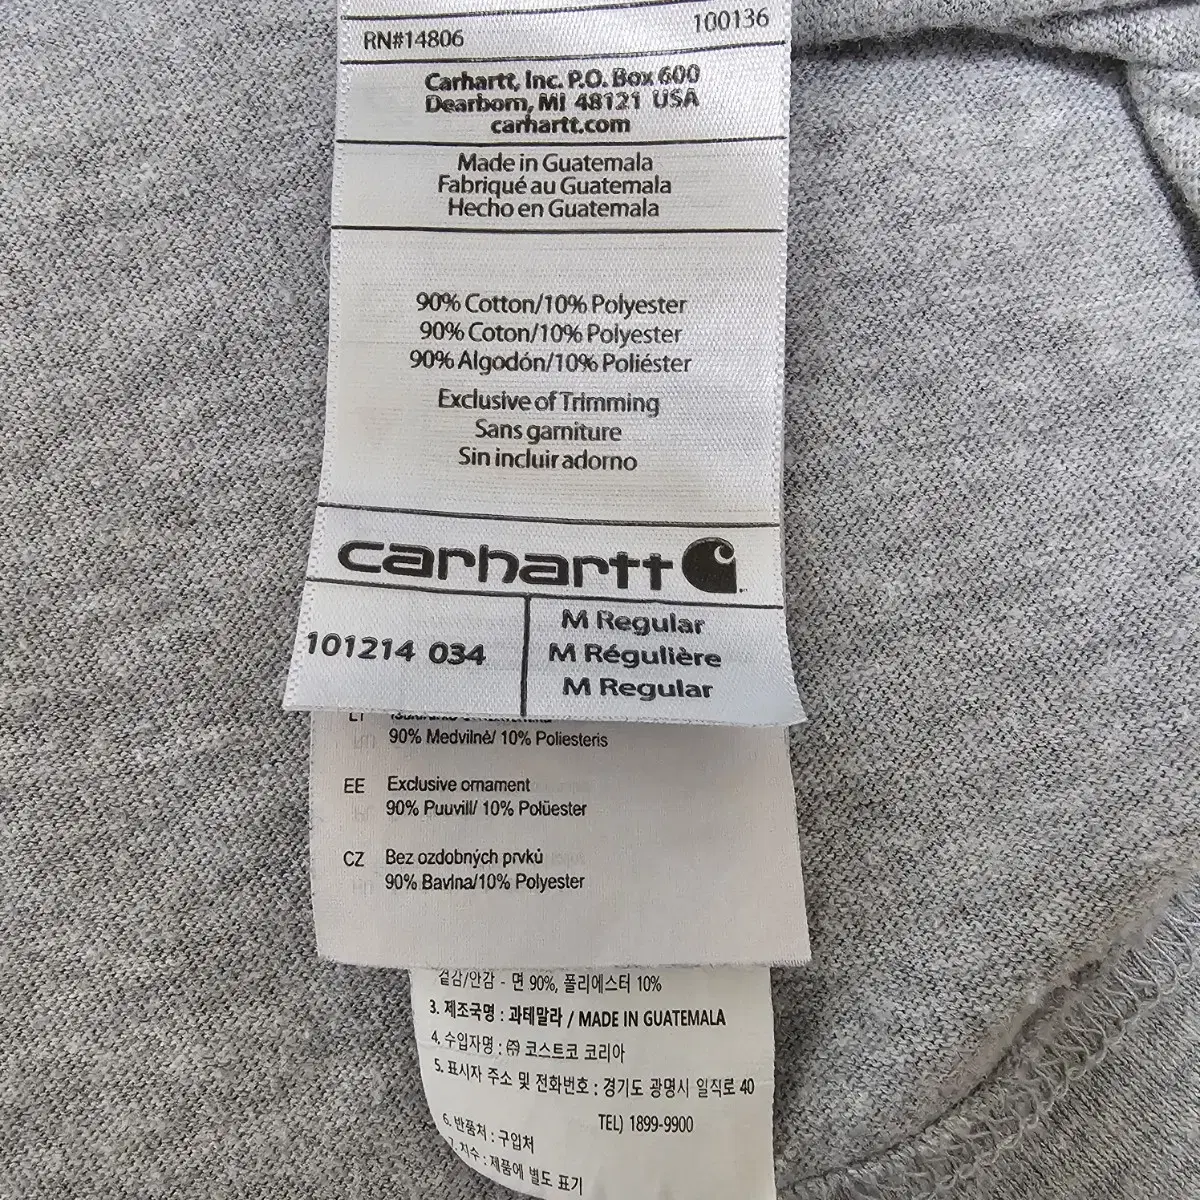 RN#14806 100136
Carhartt, Inc. P.O. Box 600
Dearborn, MI 48121 USA
carhartt.com
Made in Guatemala
Fabriqué au Guatemala
Hecho en Guatemala
90% Cotton/10% Polyester
90% Coton/10% Polyester
90% Algodón/10% Poliéster
Exclusive of Trimming
Sans garniture
Sin incluir adorno
carhartt
101214 034
M Regular
M Régulière
M Regular
LT
90% Medvilnė/ 10% Poliesteris
EE Exclusive ornament
90% Puuvill/ 10% Polüester
CZ Bez ozdobných prvků
90% Bavlna/10% Polyester
겉감/안감 - 면 90%, 폴리에스터 10%
3. 제조국명 : 과테말라 / MADE IN GUATEMALA
4. 수입자명 : ㈜ 코스트코 코리아
5. 표시자 주소 및 전화번호 : 경기도 광명시 일직로 40
TEL) 1899-9900
6. 반품처 : 구입처
7. 치수 : 제품에 별도 표기